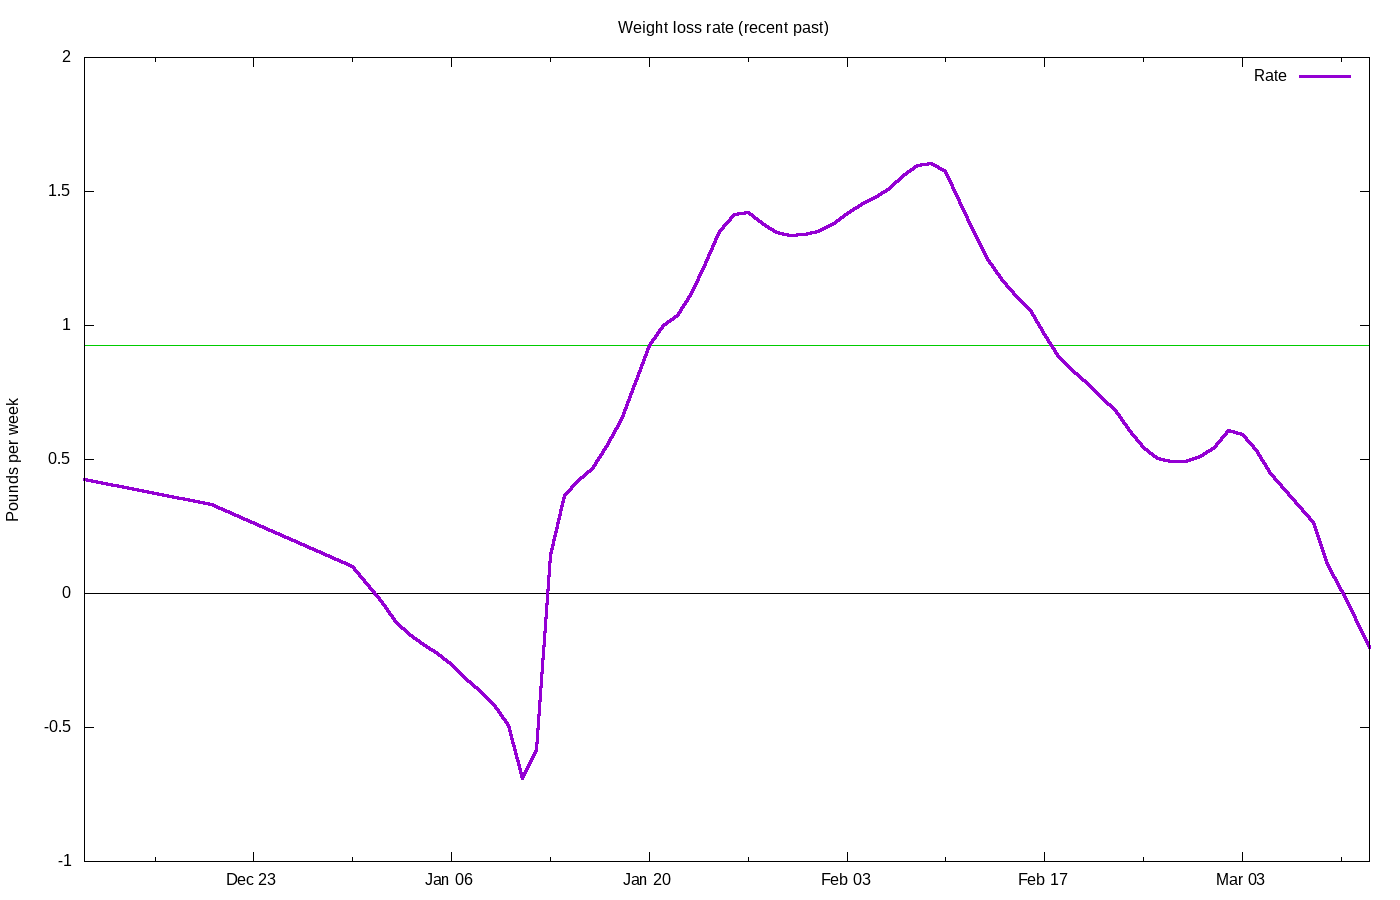 Weight loss rate (recent past)
Rate
Pounds per week
2
1.5
1
0.5
0
-0.5
-1
Dec 23
Jan 06
Jan 20
Feb 03
Feb 17
Mar 03